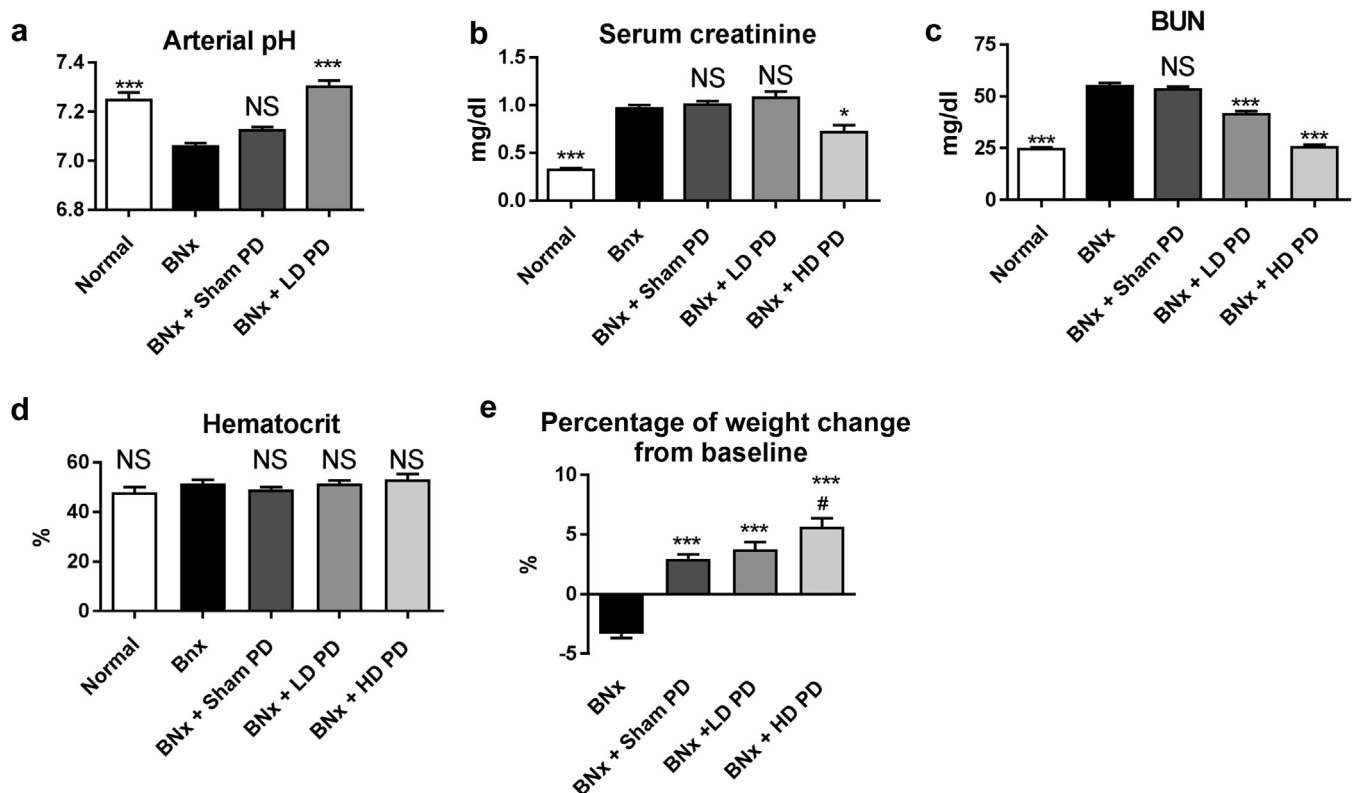 a
Arterial pH
7.4
7.2
7.0
6.8
***
NS
***
Normal
BNx
BNx + Sham PD
BNx + LD PD
b
Serum creatinine
mg/dl
1.5
1.0
0.5
0.0
***
NS
NS
*
Normal
Bnx
BNx + Sham PD
BNx + LD PD
BNx + HD PD
c
BUN
mg/dl
75
50
25
0
***
NS
***
***
Normal
BNx
BNx + Sham PD
BNx + LD PD
BNx + HD PD
d
Hematocrit
%
60
40
20
0
NS
NS
NS
NS
Normal
Bnx
BNx + Sham PD
BNx + LD PD
BNx + HD PD
e
Percentage of weight change
from baseline
%
10
5
0
-5
***
***
***
#
BNx
BNx + Sham PD
BNx +LD PD
BNx + HD PD